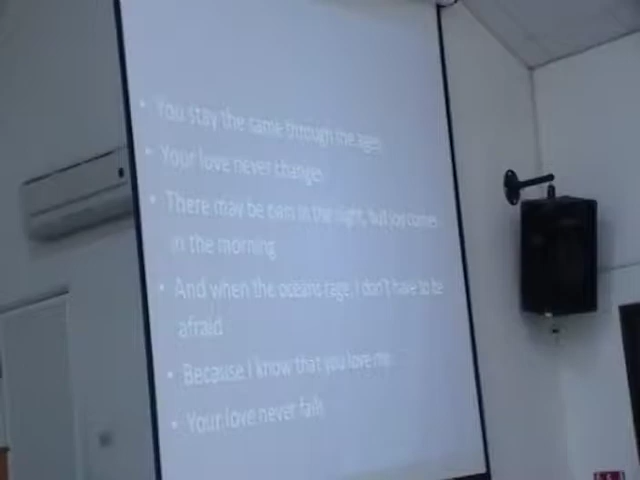 • You stay the same through the ages
• Your love never changes
• There may be pain in the night, but joy comes
in the morning
• And when the oceans rage, I don't have to be
afraid
• Because I know that you love me
• Your love never fails